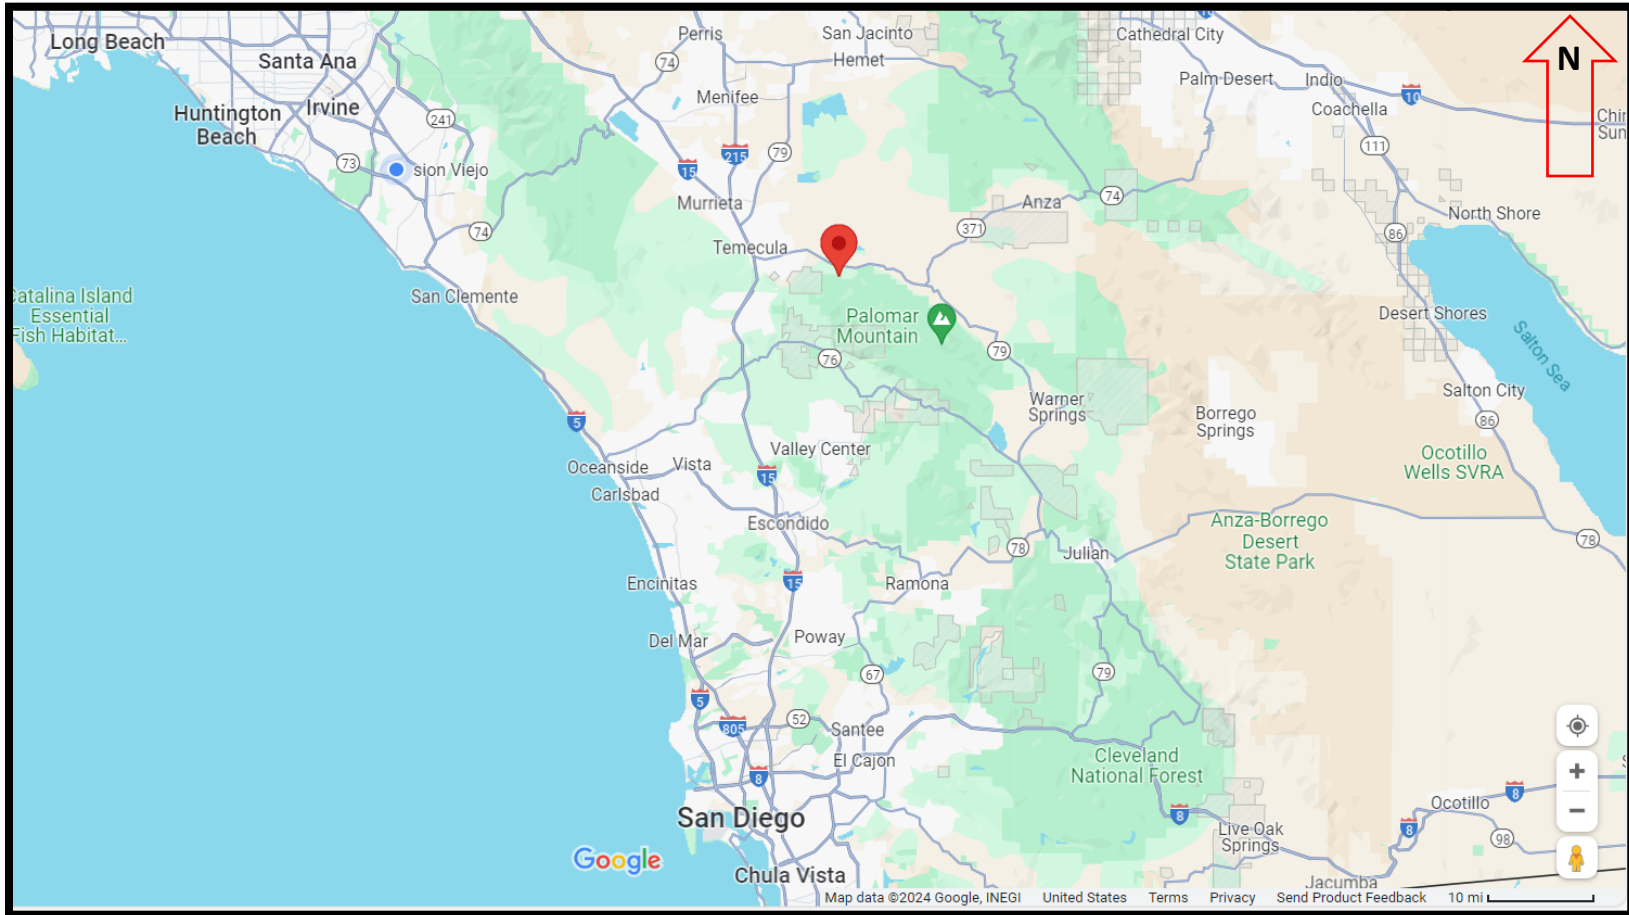 Long Beach
Santa Ana
Huntington
Beach
Irvine
241
73
sion Viejo
74
San Clemente
Catalina Island
Essential
Fish Habitat...
Perris
74
San Jacinto
Hemet
Menifee
215
79
15
Murrieta
Temecula
Cathedral City
Palm Desert
Indio
10
Coachella
111
N
Anza
74
371
North Shore
86
Palomar
Mountain
76
79
Desert Shores
Salton Sea
Salton City
86
Warner
Springs
Borrego
Springs
Ocotillo
Wells SVRA
5
Oceanside
Vista
Carlsbad
Valley Center
15
Escondido
Anza-Borrego
Desert
State Park
78
78
Julian
Encinitas
15
Ramona
Del Mar
Poway
67
79
5
805
52
Santee
El Cajon
8
Cleveland
National Forest
San Diego
8
Live Oak
Springs
Ocotillo
8
8
98
Google
Chula Vista
Jacumba
Map data ©2024 Google, INEGI United States Terms Privacy Send Product Feedback 10 mi